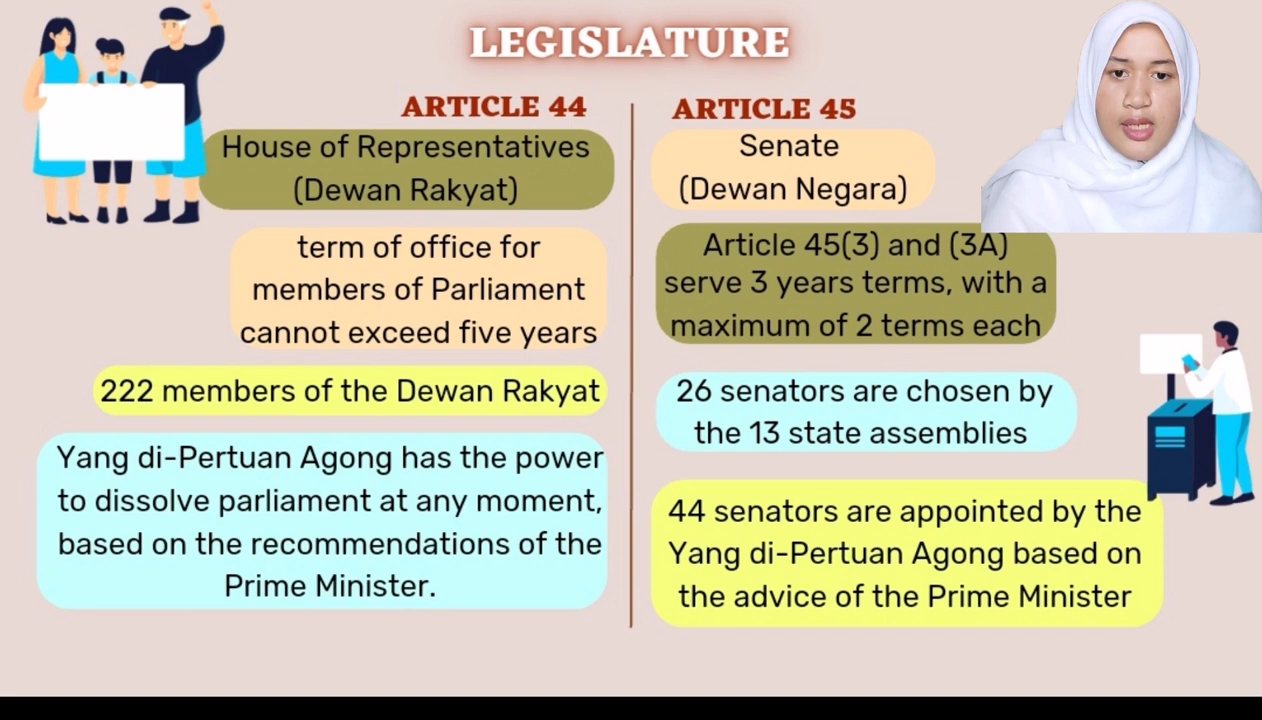 LEGISLATURE
ARTICLE 44
House of Representatives
(Dewan Rakyat)
term of office for
members of Parliament
cannot exceed five years
222 members of the Dewan Rakyat
Yang di-Pertuan Agong has the power
to dissolve parliament at any moment,
based on the recommendations of the
Prime Minister.
ARTICLE 45
Senate
(Dewan Negara)
Article 45(3) and (3A)
serve 3 years terms, with a
maximum of 2 terms each
26 senators are chosen by
the 13 state assemblies
44 senators are appointed by the
Yang di-Pertuan Agong based on
the advice of the Prime Minister